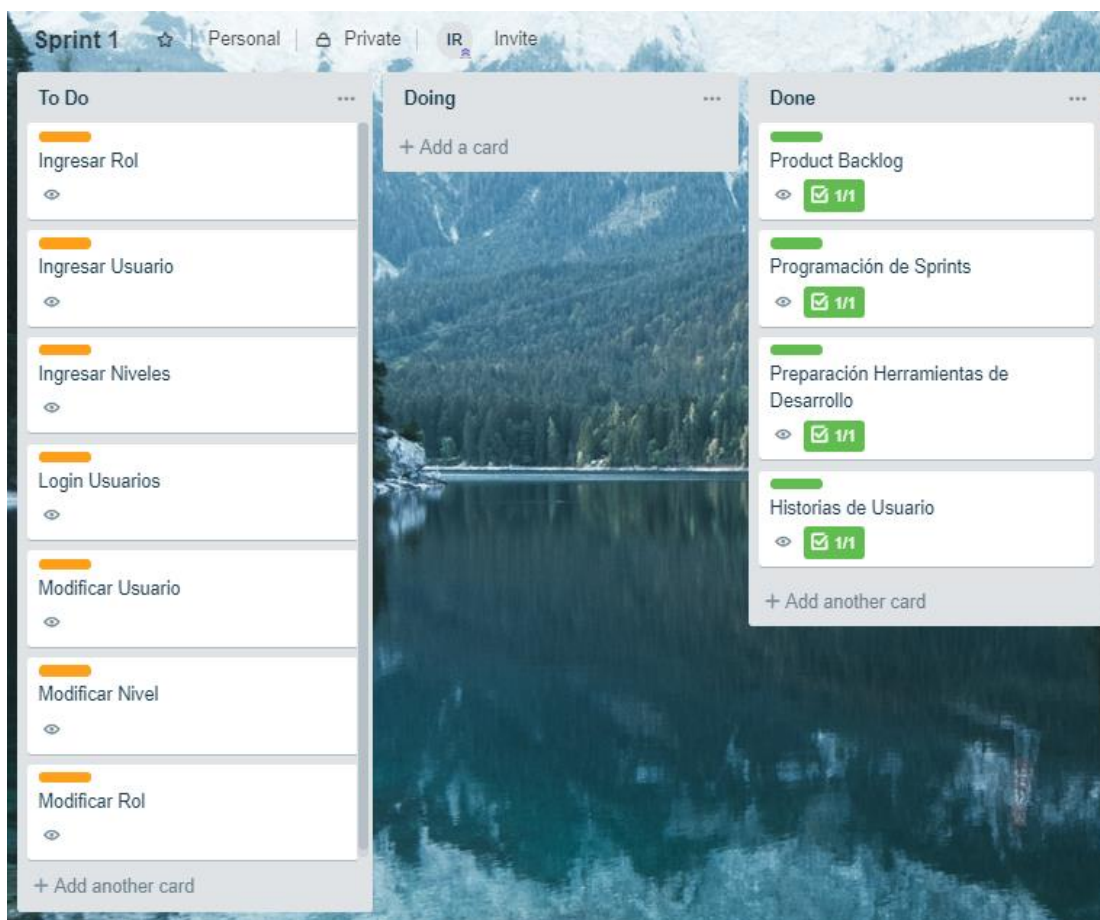 Sprint 1 Personal Private IR Invite
To Do
Ingresar Rol
Ingresar Usuario
Ingresar Niveles
Login Usuarios
Modificar Usuario
Modificar Nivel
Modificar Rol
+ Add another card
Doing
+ Add a card
Done
Product Backlog
1/1
Programación de Sprints
1/1
Preparación Herramientas de
Desarrollo
1/1
Historias de Usuario
1/1
+ Add another card